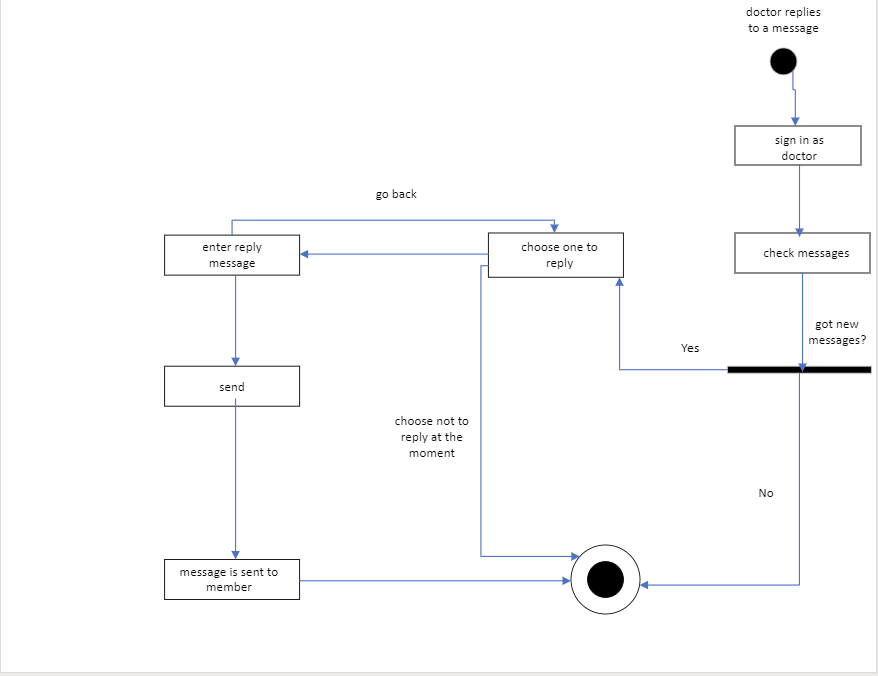 doctor replies
to a message
sign in as
doctor
go back
enter reply
message
choose one to
reply
check messages
got new
messages?
Yes
send
choose not to
reply at the
moment
No
message is sent to
member